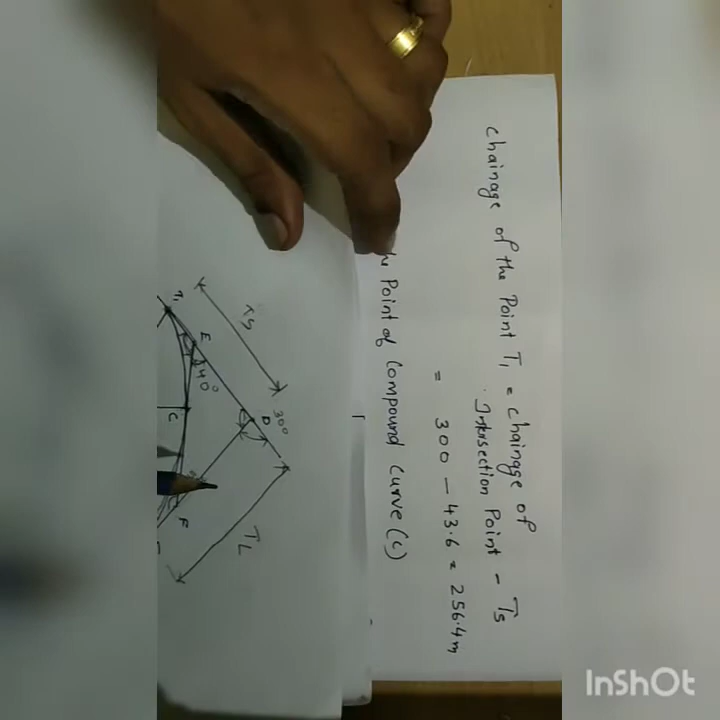 chainage of the Point T1 = chainage of
Intersection Point - Ts
= 300 - 43.6 = 256.4m
Point of Compound Curve (C)
Ts
T1
E
40°
30°
D
C
F
TL
InShOt